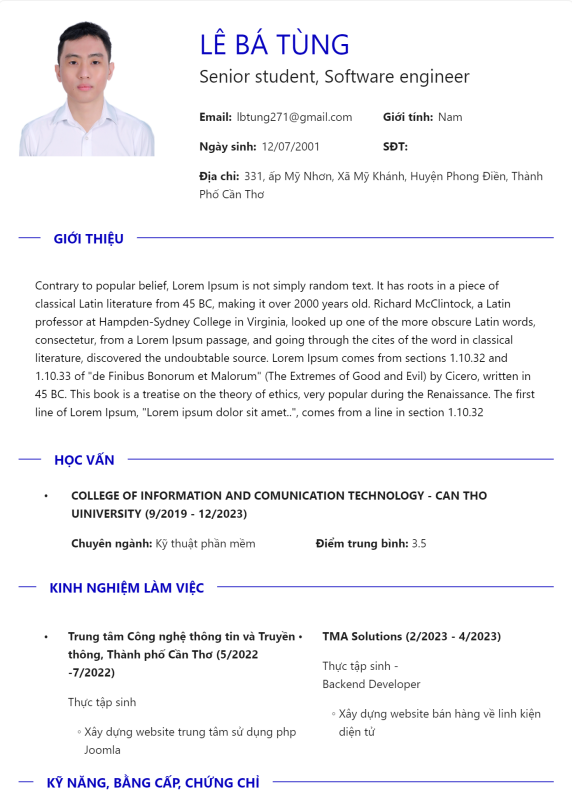 LÊ BÁ TÙNG
Senior student, Software engineer
Email: lbtung271@gmail.com Giới tính: Nam
Ngày sinh: 12/07/2001 SĐT:
Địa chỉ: 331, ấp Mỹ Nhơn, Xã Mỹ Khánh, Huyện Phong Điền, Thành
Phố Cần Thơ
GIỚI THIỆU
Contrary to popular belief, Lorem Ipsum is not simply random text. It has roots in a piece of
classical Latin literature from 45 BC, making it over 2000 years old. Richard McClintock, a Latin
professor at Hampden-Sydney College in Virginia, looked up one of the more obscure Latin words,
consectetur, from a Lorem Ipsum passage, and going through the cites of the word in classical
literature, discovered the undoubtable source. Lorem Ipsum comes from sections 1.10.32 and
1.10.33 of "de Finibus Bonorum et Malorum" (The Extremes of Good and Evil) by Cicero, written in
45 BC. This book is a treatise on the theory of ethics, very popular during the Renaissance. The first
line of Lorem Ipsum, "Lorem ipsum dolor sit amet..", comes from a line in section 1.10.32
HỌC VẤN
• COLLEGE OF INFORMATION AND COMUNICATION TECHNOLOGY - CAN THO
UINIVERSITY (9/2019 - 12/2023)
Chuyên ngành: Kỹ thuật phần mềm Điểm trung bình: 3.5
KINH NGHIỆM LÀM VIỆC
• Trung tâm Công nghệ thông tin và Truyền
thông, Thành phố Cần Thơ (5/2022
-7/2022)
Thực tập sinh
◦ Xây dựng website trung tâm sử dụng php
Joomla
• TMA Solutions (2/2023 - 4/2023)
Thực tập sinh -
Backend Developer
◦ Xây dựng website bán hàng về linh kiện
điện tử
KỸ NĂNG, BẰNG CẤP, CHỨNG CHỈ